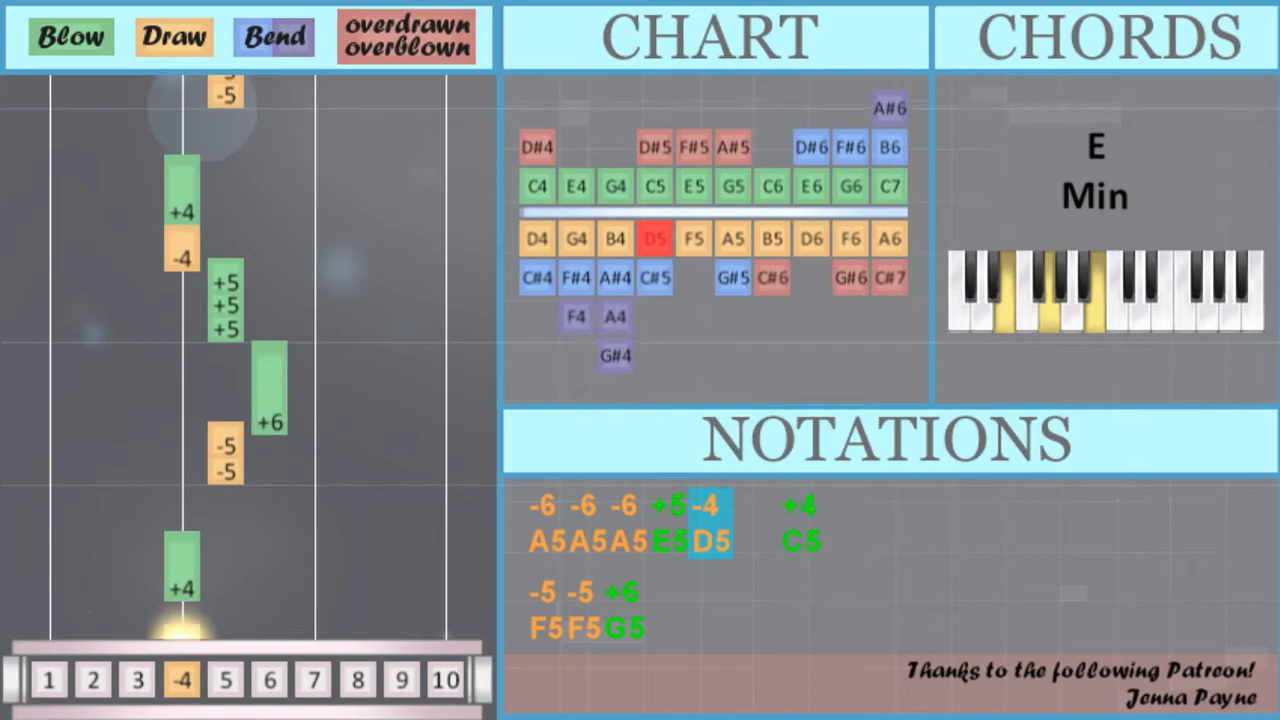 Blow Draw Bend overdrawn
overblown
-5
+4
-4
+5
+5
+5
+6
-5
-5
+4
1 2 3 -4 5 6 7 8 9 10
CHART
A#6
D#4 D#5 F#5 A#5 D#6 F#6 B6
C4 E4 G4 C5 E5 G5 C6 E6 G6 C7
D4 G4 B4 D5 F5 A5 B5 D6 F6 A6
C#4 F#4 A#4 C#5 G#5 C#6 G#6 C#7
F4 A4
G#4
CHORDS
E
Min
NOTATIONS
-6 -6 -6 +5 -4 +4
A5 A5 A5 E5 D5 C5
-5 -5 +6
F5 F5 G5
Thanks to the following Patreon!
Jenna Payne